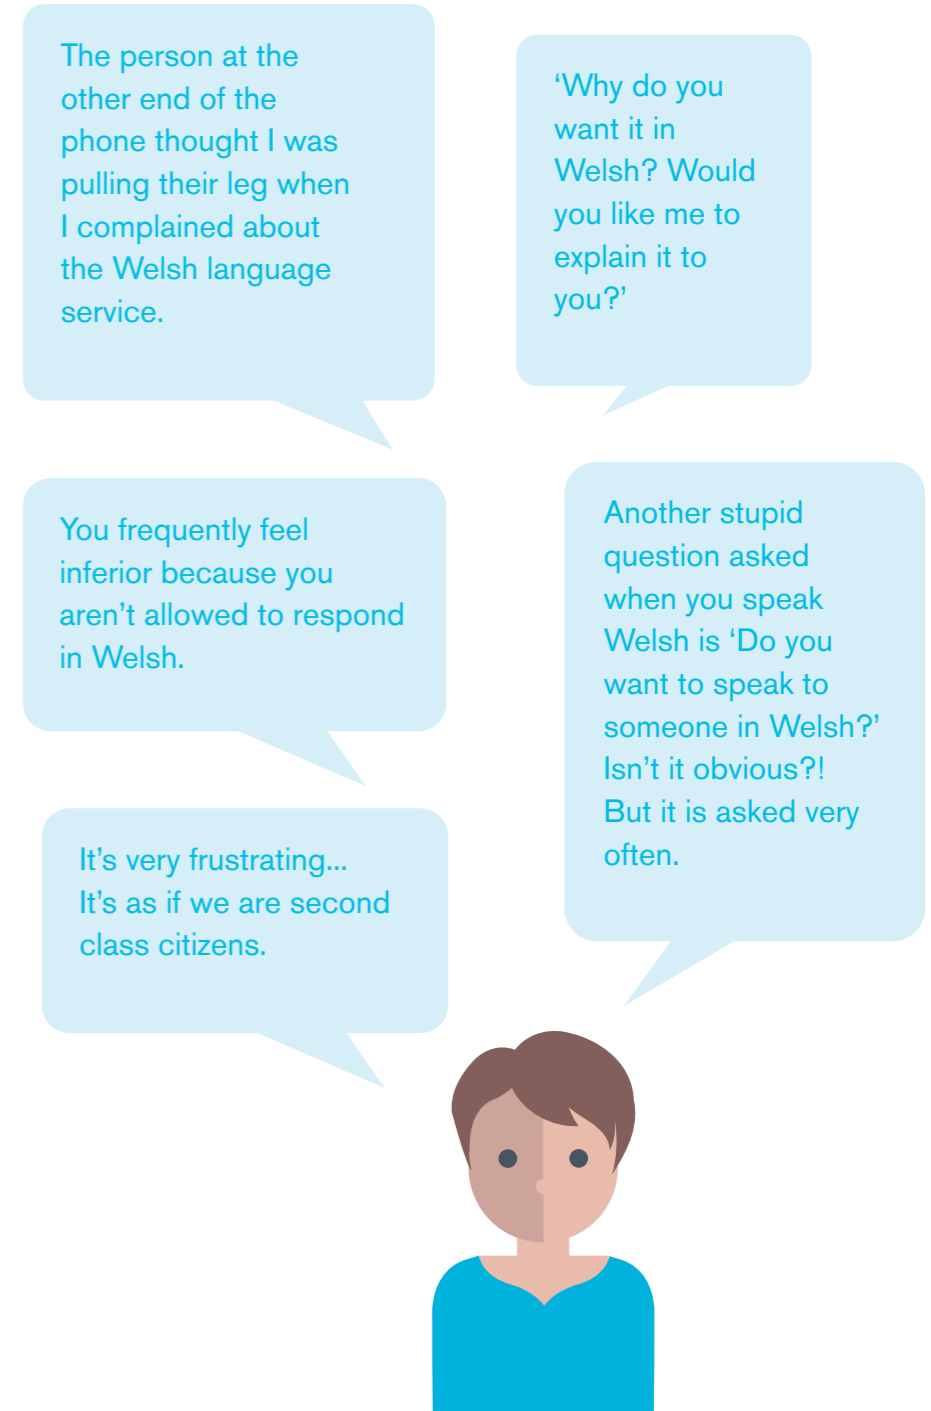 The person at the
other end of the
phone thought I was
pulling their leg when
I complained about
the Welsh language
service.
‘Why do you
want it in
Welsh? Would
you like me to
explain it to
you?’
You frequently feel
inferior because you
aren’t allowed to respond
in Welsh.
Another stupid
question asked
when you speak
Welsh is ‘Do you
want to speak to
someone in Welsh?’
Isn’t it obvious?!
But it is asked very
often.
It’s very frustrating...
It’s as if we are second
class citizens.